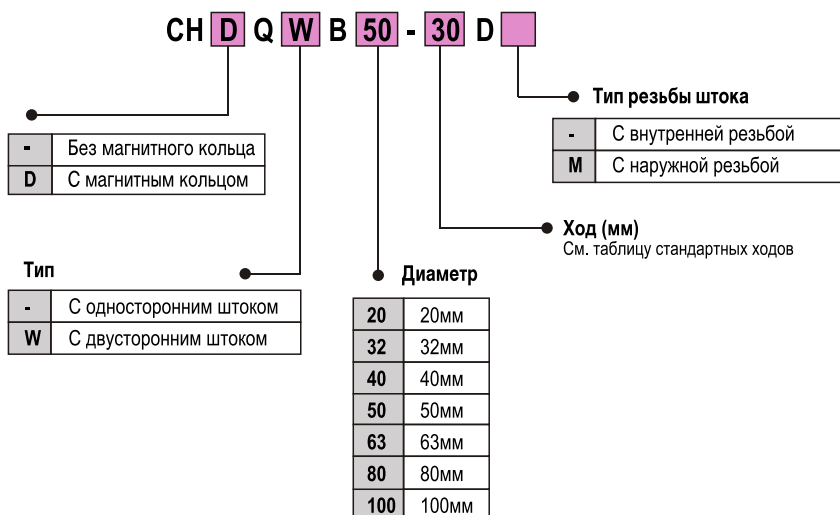 CH D Q W B 50 - 30 D
Тип резьбы штока
- С внутренней резьбой
M С наружной резьбой
- Без магнитного кольца
D С магнитным кольцом
Ход (мм)
См. таблицу стандартных ходов
Тип
- С односторонним штоком
W С двусторонним штоком
Диаметр
20 20мм
32 32мм
40 40мм
50 50мм
63 63мм
80 80мм
100 100мм